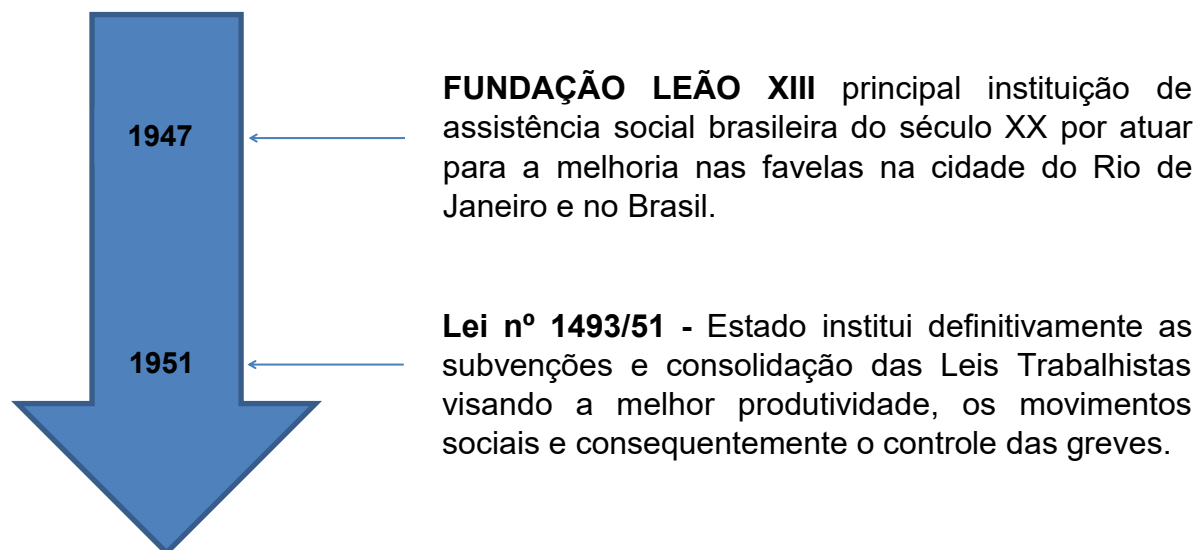 1947
FUNDAÇÃO LEÃO XIII principal instituição de
assistência social brasileira do século XX por atuar
para a melhoria nas favelas na cidade do Rio de
Janeiro e no Brasil.
1951
Lei nº 1493/51 - Estado institui definitivamente as
subvenções e consolidação das Leis Trabalhistas
visando a melhor produtividade, os movimentos
sociais e consequentemente o controle das greves.